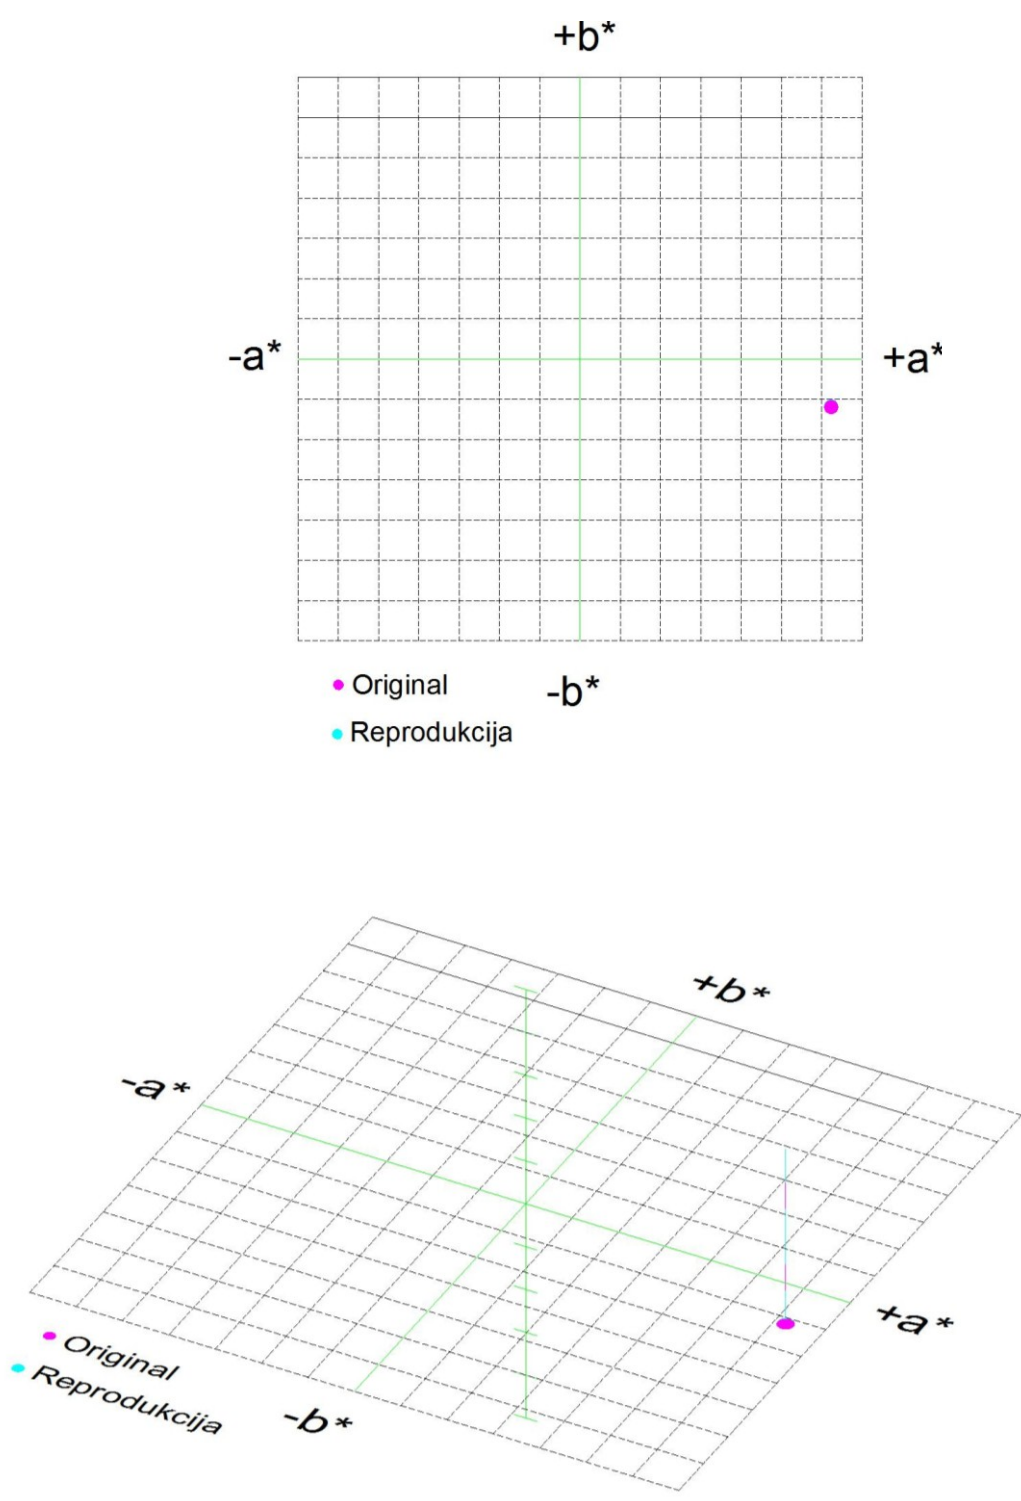 +b*
-a*
+a*
Original
-b*
Reprodukcija
+b*
-a*
+a*
Original
Reprodukcija
-b*